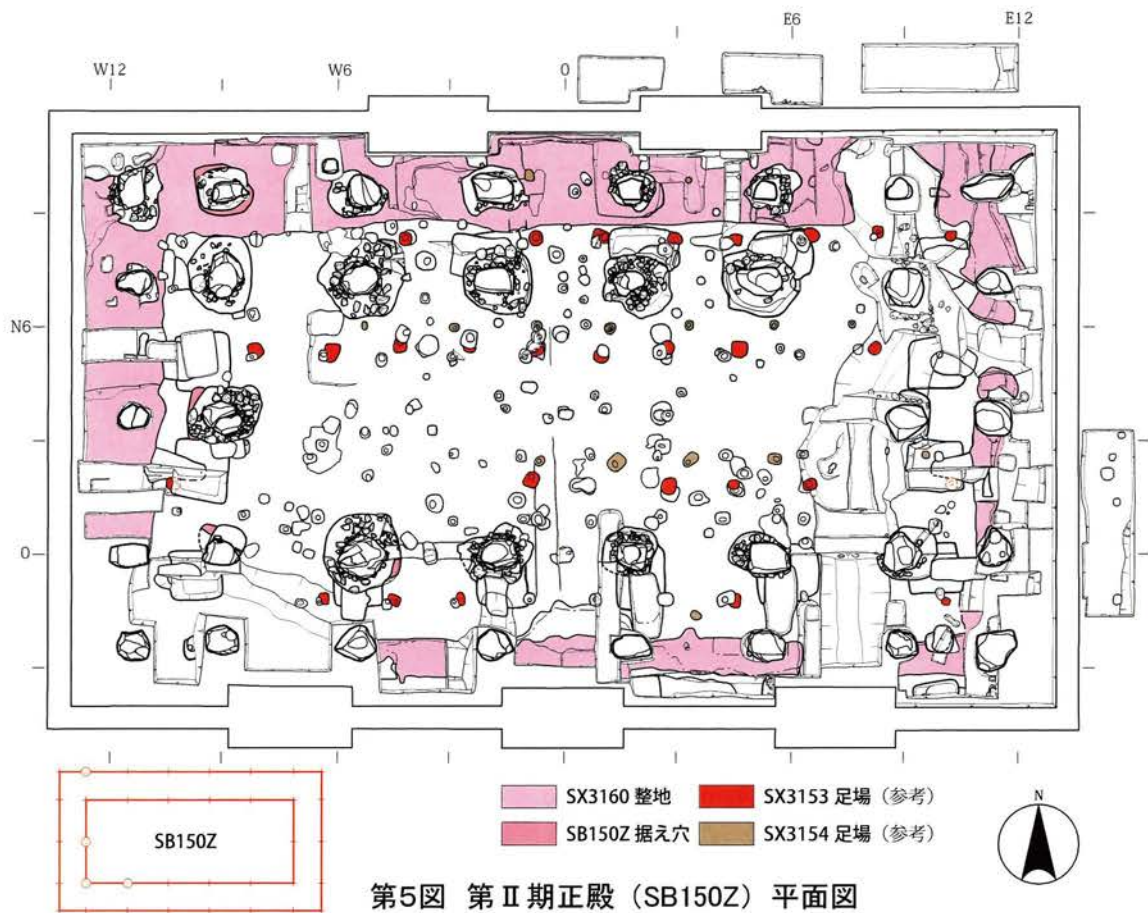 E6 E12
W12 W6 0
N6
0
SB150Z
SX3160 整地
SX3153 足場（参考）
SB150Z 据え穴
SX3154 足場（参考）
N
第5図 第Ⅱ期正殿（SB150Z）平面図